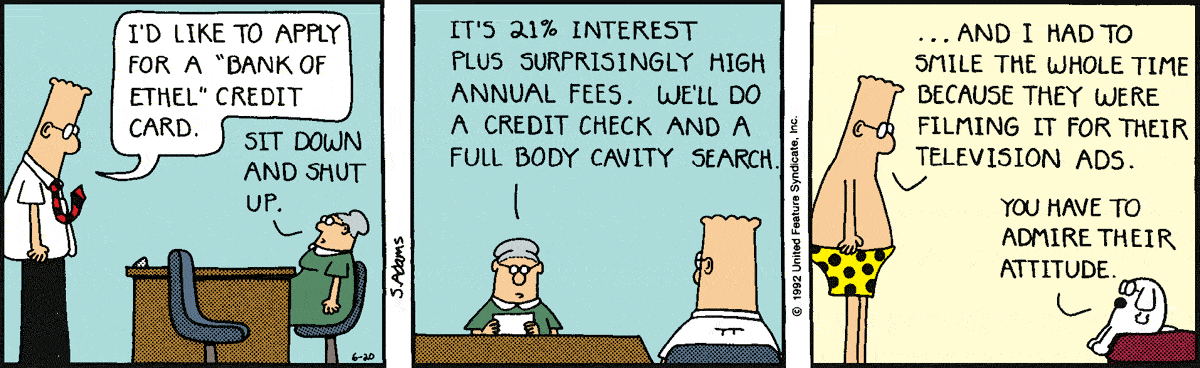 I'D LIKE TO APPLY
FOR A "BANK OF
ETHEL" CREDIT
CARD.
SIT DOWN
AND SHUT
UP.
6-20
S.Adams
IT'S 21% INTEREST
PLUS SURPRISINGLY HIGH
ANNUAL FEES. WE'LL DO
A CREDIT CHECK AND A
FULL BODY CAVITY SEARCH.
© 1992 United Feature Syndicate, Inc.
...AND I HAD TO
SMILE THE WHOLE TIME
BECAUSE THEY WERE
FILMING IT FOR THEIR
TELEVISION ADS.
YOU HAVE TO
ADMIRE THEIR
ATTITUDE.